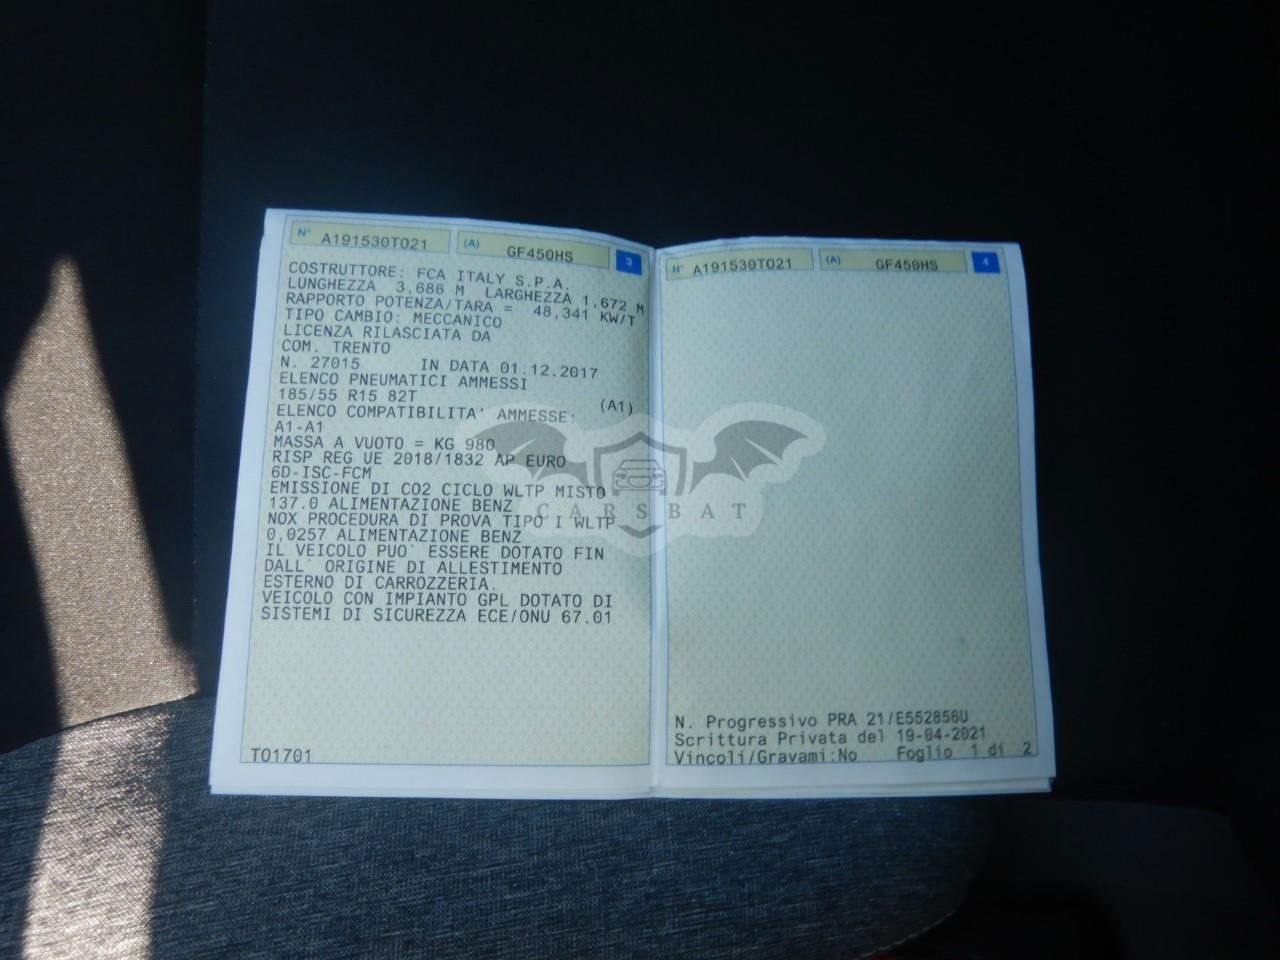 N° A191530TO21 (A) GF450HS 3
COSTRUTTORE: FCA ITALY S.P.A.
LUNGHEZZA 3,686 M LARGHEZZA 1,672 M
RAPPORTO POTENZA/TARA = 48,341 KW/T
TIPO CAMBIO: MECCANICO
LICENZA RILASCIATA DA
COM. TRENTO
N. 27015 IN DATA 01.12.2017
ELENCO PNEUMATICI AMMESSI
185/55 R15 82T (A1)
ELENCO COMPATIBILITA' AMMESSE:
A1-A1
MASSA A VUOTO = KG 980
RISP REG UE 2018/1832 AP EURO
6D-ISC-FCM
EMISSIONE DI CO2 CICLO WLTP MISTO
137.0 ALIMENTAZIONE BENZ
NOX PROCEDURA DI PROVA TIPO I WLTP
0,0257 ALIMENTAZIONE BENZ
IL VEICOLO PUO' ESSERE DOTATO FIN
DALL' ORIGINE DI ALLESTIMENTO
ESTERNO DI CARROZZERIA.
VEICOLO CON IMPIANTO GPL DOTATO DI
SISTEMI DI SICUREZZA ECE/ONU 67.01
TO1701
N° A191530TO21 (A) GF450HS 4
N. Progressivo PRA 21/E552856U
Scrittura Privata del 19-04-2021
Vincoli/Gravami:No Foglio 1 di 2
CARSBAT